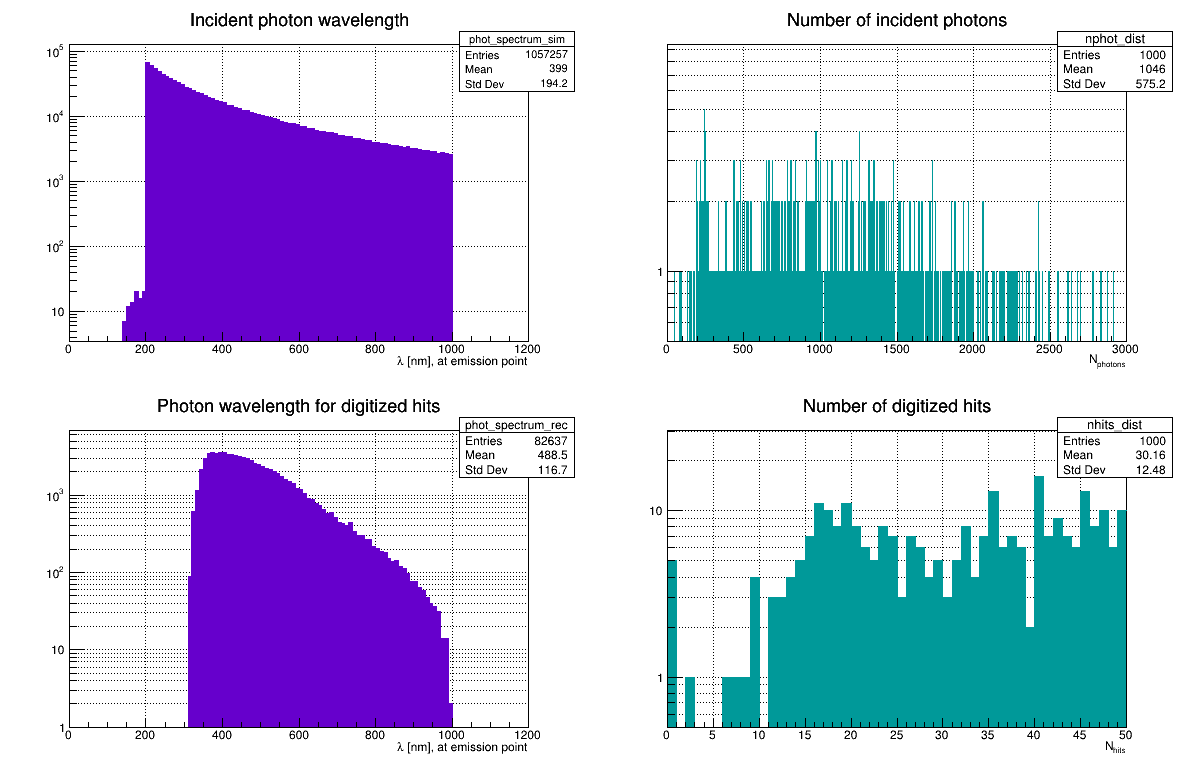 Incident photon wavelength
phot_spectrum_sim
Entries 1057257
Mean 399
Std Dev 194.2
10^5
10^4
10^3
10^2
10
0 200 400 600 800 1000 1200
λ [nm], at emission point
Number of incident photons
nphot_dist
Entries 1000
Mean 1046
Std Dev 575.2
1
0 500 1000 1500 2000 2500 3000
N_photons
Photon wavelength for digitized hits
phot_spectrum_rec
Entries 82637
Mean 488.5
Std Dev 116.7
10^3
10^2
10
1
0 200 400 600 800 1000 1200
λ [nm], at emission point
Number of digitized hits
nhits_dist
Entries 1000
Mean 30.16
Std Dev 12.48
10
1
0 5 10 15 20 25 30 35 40 45 50
N_hits